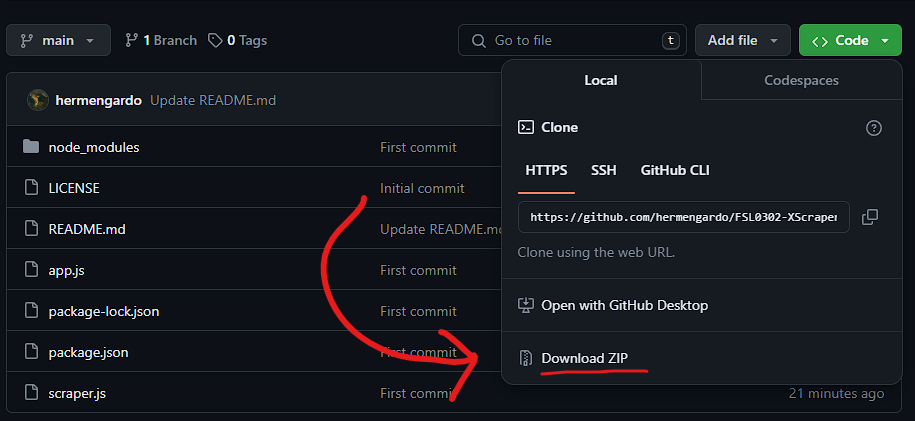 main 1 Branch 0 Tags Go to file t Add file Code
Local Codespaces
hermengardo Update README.md
Clone
node_modules First commit
HTTPS SSH GitHub CLI
LICENSE Initial commit
https://github.com/hermengardo/FSL0302-XScraper
README.md Update README.md
Clone using the web URL.
app.js First commit
package-lock.json First commit
Open with GitHub Desktop
package.json First commit
Download ZIP
scraper.js First commit 21 minutes ago